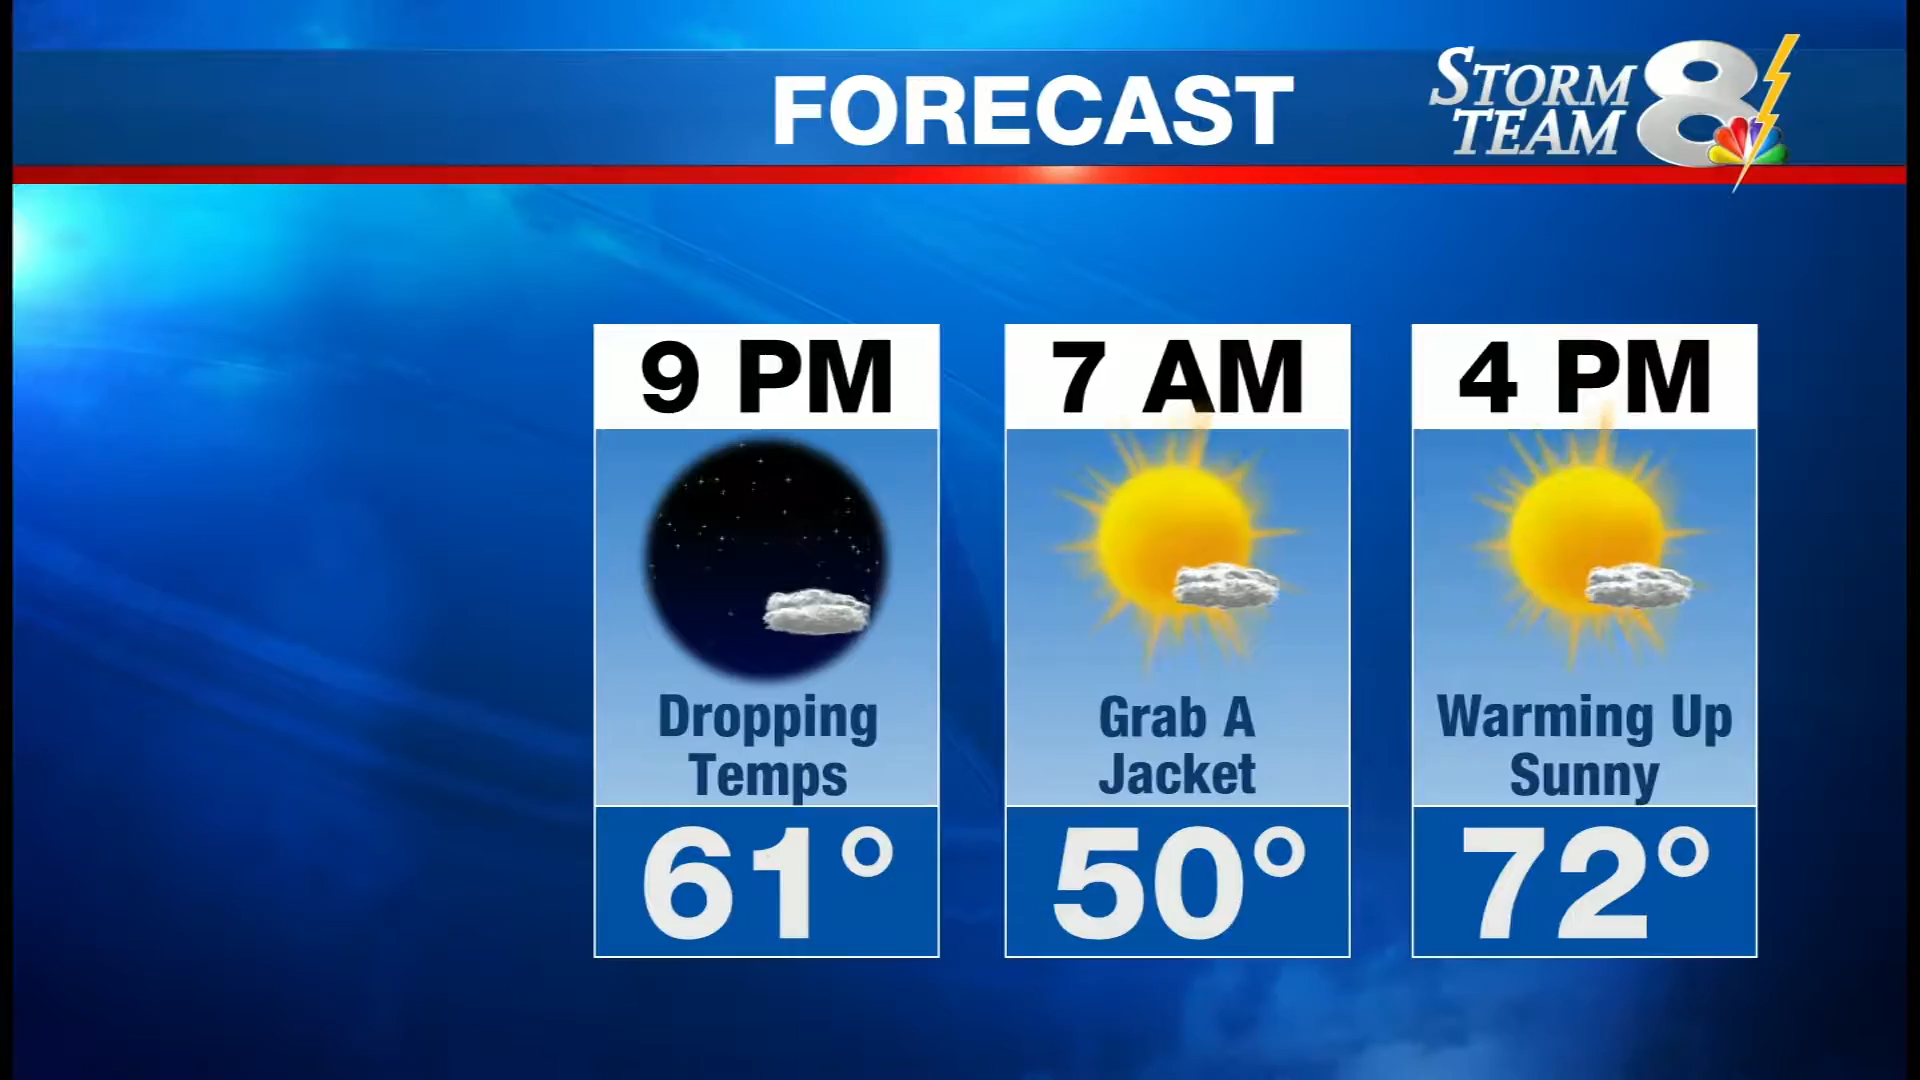 FORECAST
STORM
TEAM
8
9 PM
Dropping
Temps
61°
7 AM
Grab A
Jacket
50°
4 PM
Warming Up
Sunny
72°